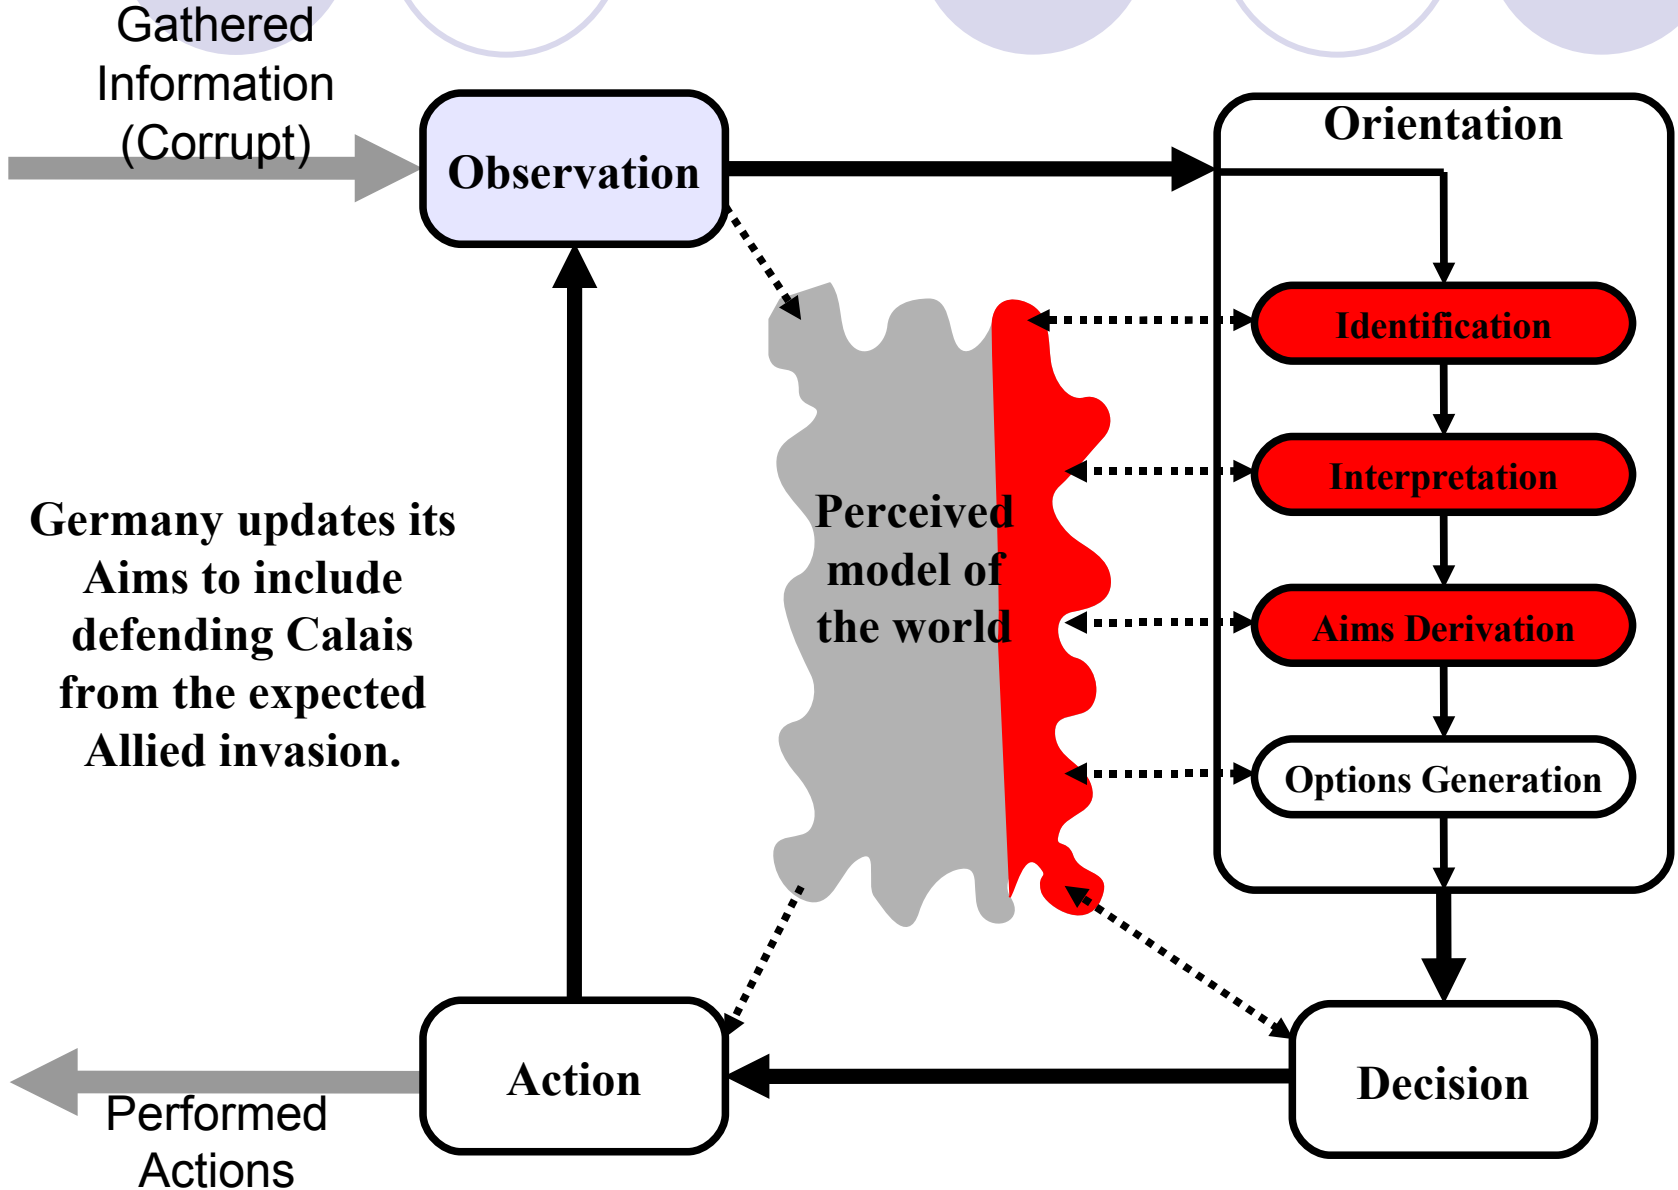 Gathered
Information
(Corrupt)
Observation
Orientation
Identification
Interpretation
Aims Derivation
Options Generation
Perceived
model of
the world
Germany updates its
Aims to include
defending Calais
from the expected
Allied invasion.
Action
Decision
Performed
Actions